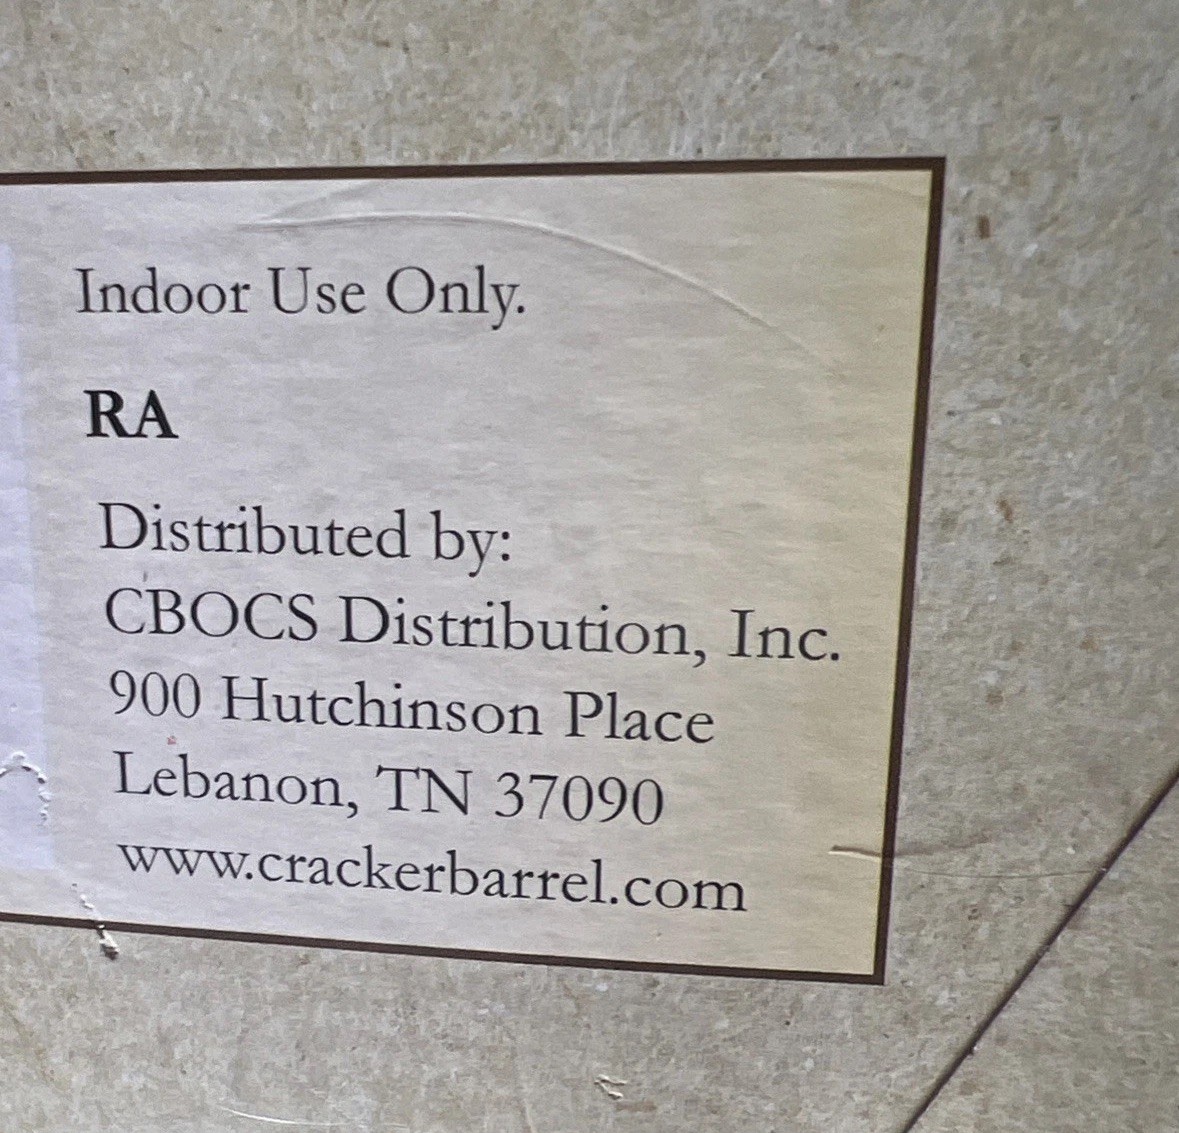 Indoor Use Only.
RA
Distributed by:
CBOCS Distribution, Inc.
900 Hutchinson Place
Lebanon, TN 37090
www.crackerbarrel.com